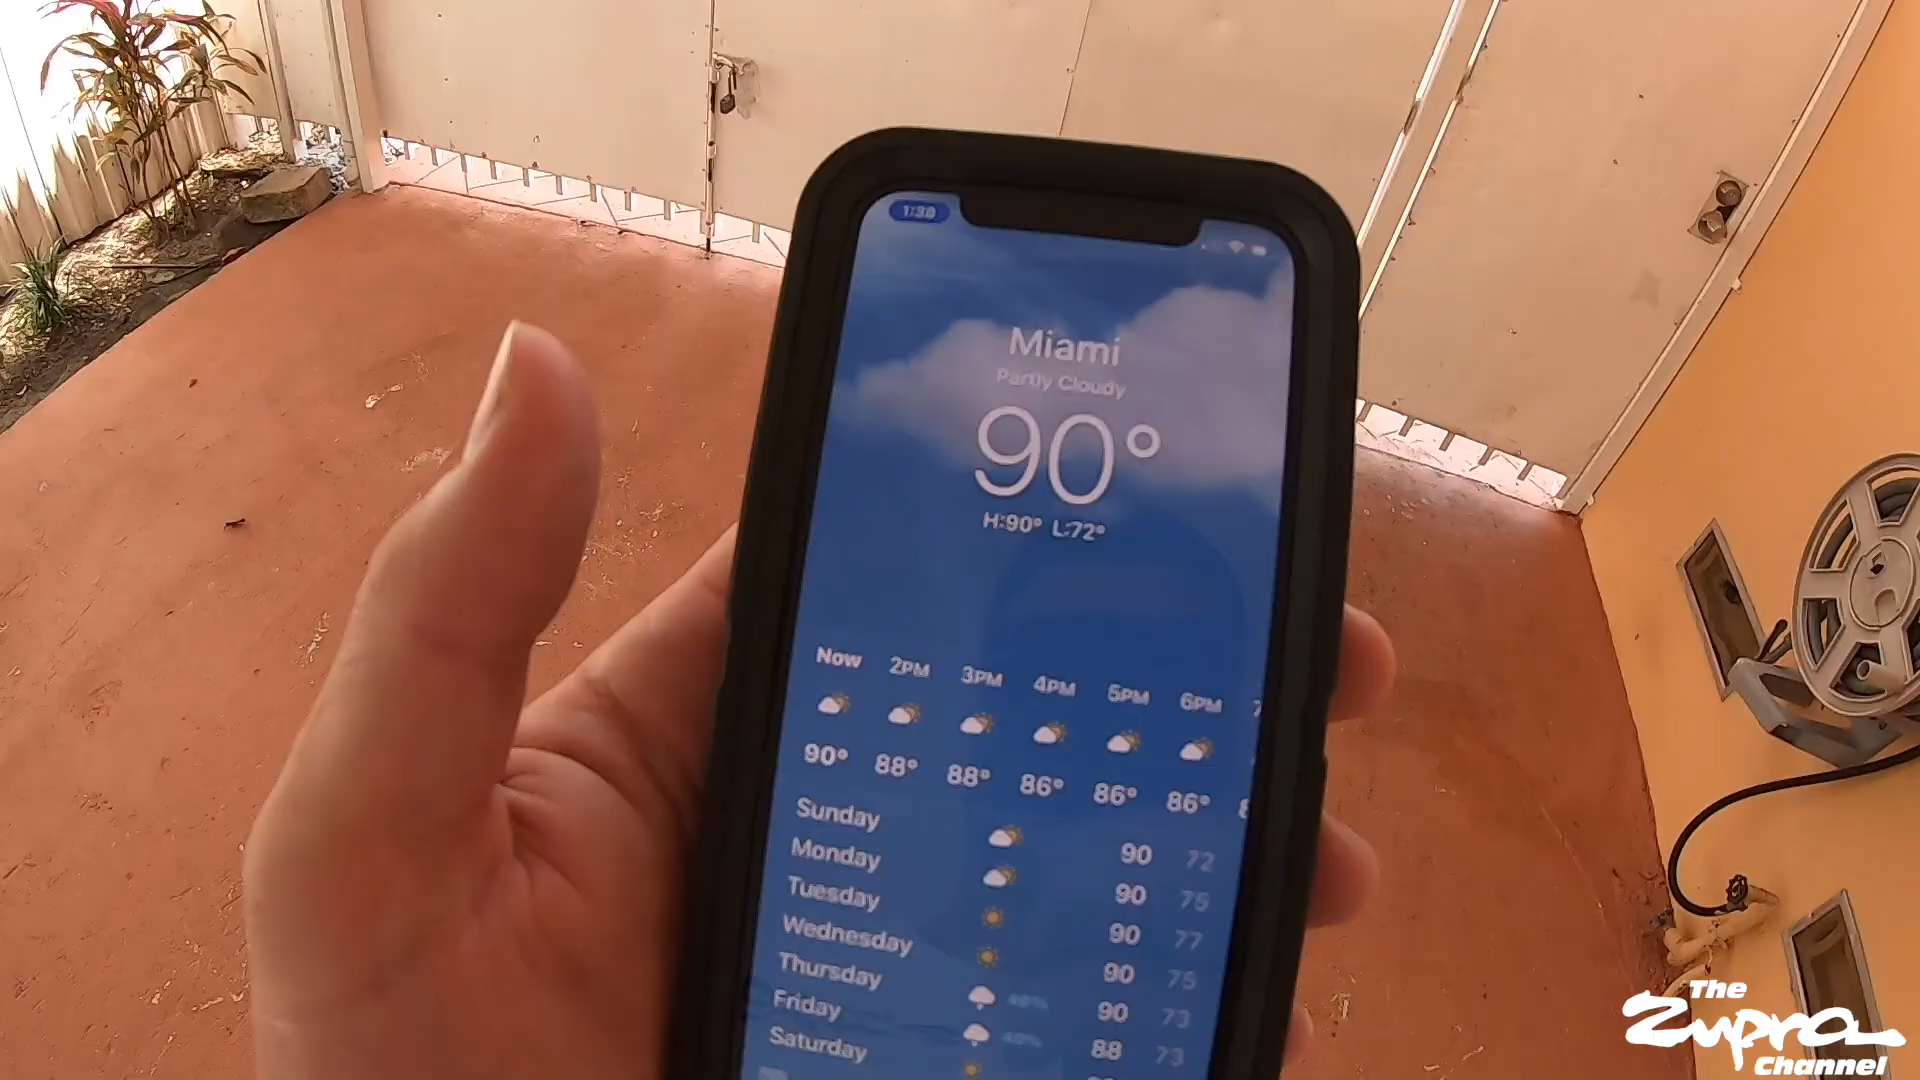 1:38
Miami
Partly Cloudy
90°
H:90° L:72°
Now 2PM 3PM 4PM 5PM 6PM
90° 88° 88° 86° 86° 86°
Sunday 90 72
Monday 90 75
Tuesday 90 77
Wednesday 90 75
Thursday 40% 90 73
Friday 40% 88 73
Saturday
The
Zupra
Channel